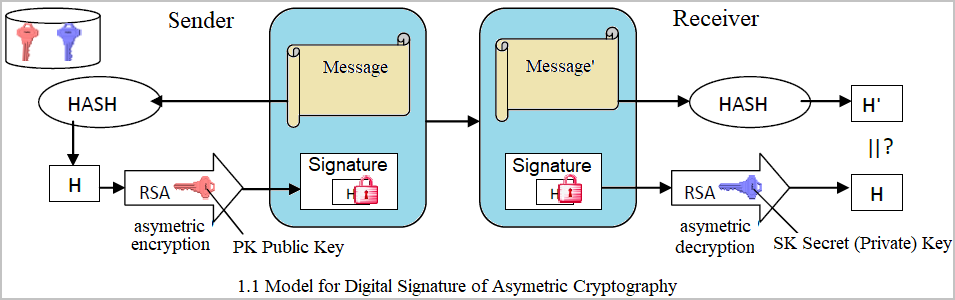 Sender
Receiver
Message
Message'
HASH
HASH
H'
||?
Signature
H
Signature
H
H
RSA
RSA
H
asymetric
encryption
PK Public Key
asymetric
decryption
SK Secret (Private) Key
1.1 Model for Digital Signature of Asymetric Cryptography